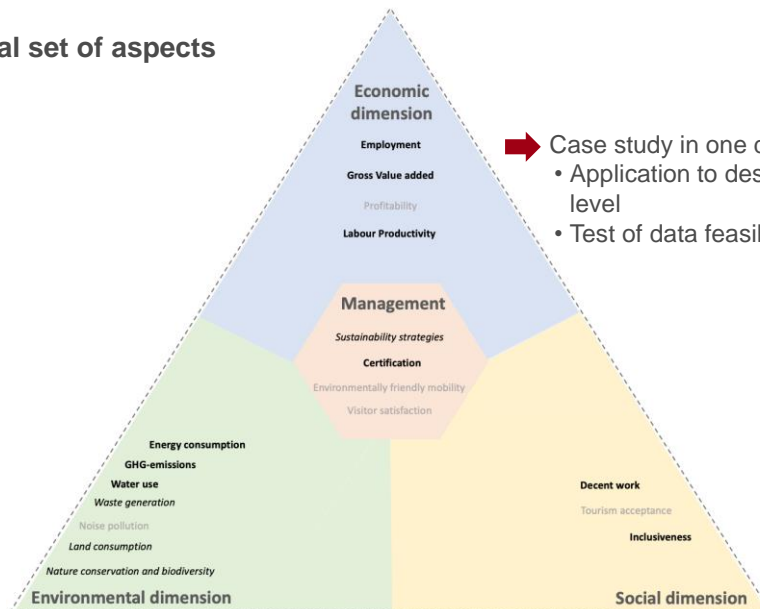 al set of aspects
Economic
dimension
Employment
Gross Value added
Profitability
Labour Productivity
Case study in one
• Application to des
level
• Test of data feasi
Management
Sustainability strategies
Certification
Environmentally friendly mobility
Visitor satisfaction
Energy consumption
GHG-emissions
Water use
Waste generation
Noise pollution
Land consumption
Nature conservation and biodiversity
Environmental dimension
Decent work
Tourism acceptance
Inclusiveness
Social dimension